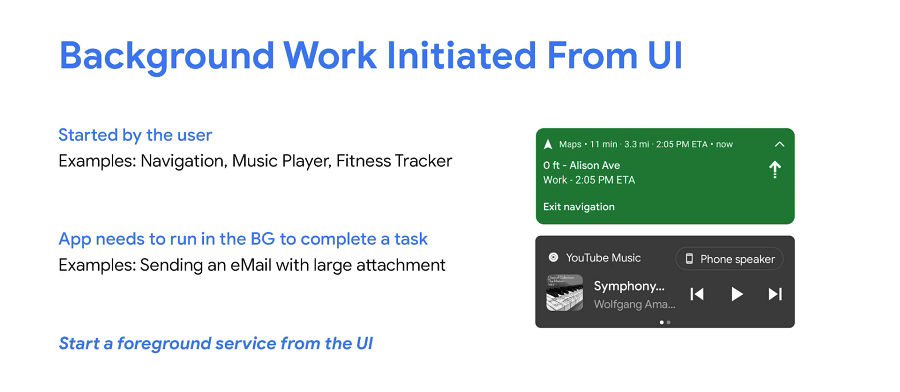 Background Work Initiated From UI
Started by the user
Examples: Navigation, Music Player, Fitness Tracker
App needs to run in the BG to complete a task
Examples: Sending an eMail with large attachment
Start a foreground service from the UI
Maps • 11 min · 3.3 mi · 2:05 PM ETA • now
0 ft - Alison Ave
Work - 2:05 PM ETA
Exit navigation
YouTube Music
Phone speaker
Symphony...
Wolfgang Ama...